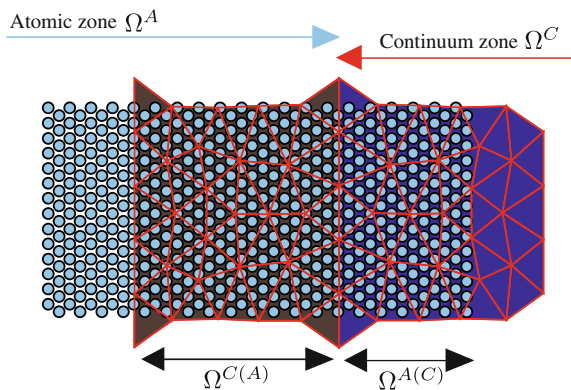 Atomic zone Ω^A
Continuum zone Ω^C
Ω^{C(A)} Ω^{A(C)}